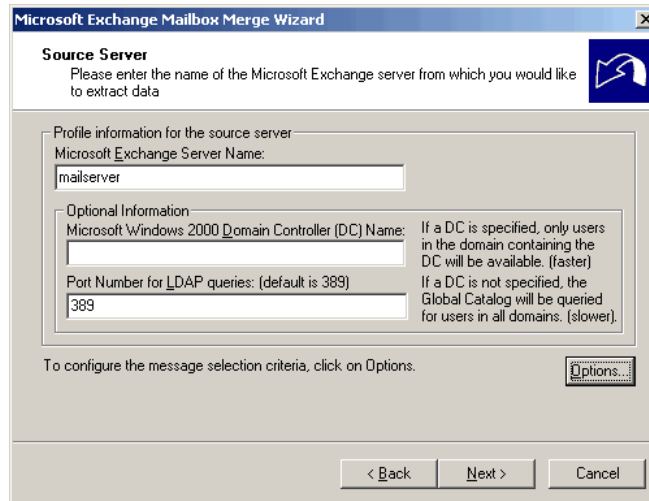 Microsoft Exchange Mailbox Merge Wizard
Source Server
Please enter the name of the Microsoft Exchange server from which you would like
to extract data
Profile information for the source server
Microsoft Exchange Server Name:
mailserver
Optional Information
Microsoft Windows 2000 Domain Controller (DC) Name:
If a DC is specified, only users
in the domain containing the
DC will be available. (faster)
Port Number for LDAP queries: (default is 389)
389
If a DC is not specified, the
Global Catalog will be queried
for users in all domains. (slower).
To configure the message selection criteria, click on Options.
Options...
< Back
Next >
Cancel